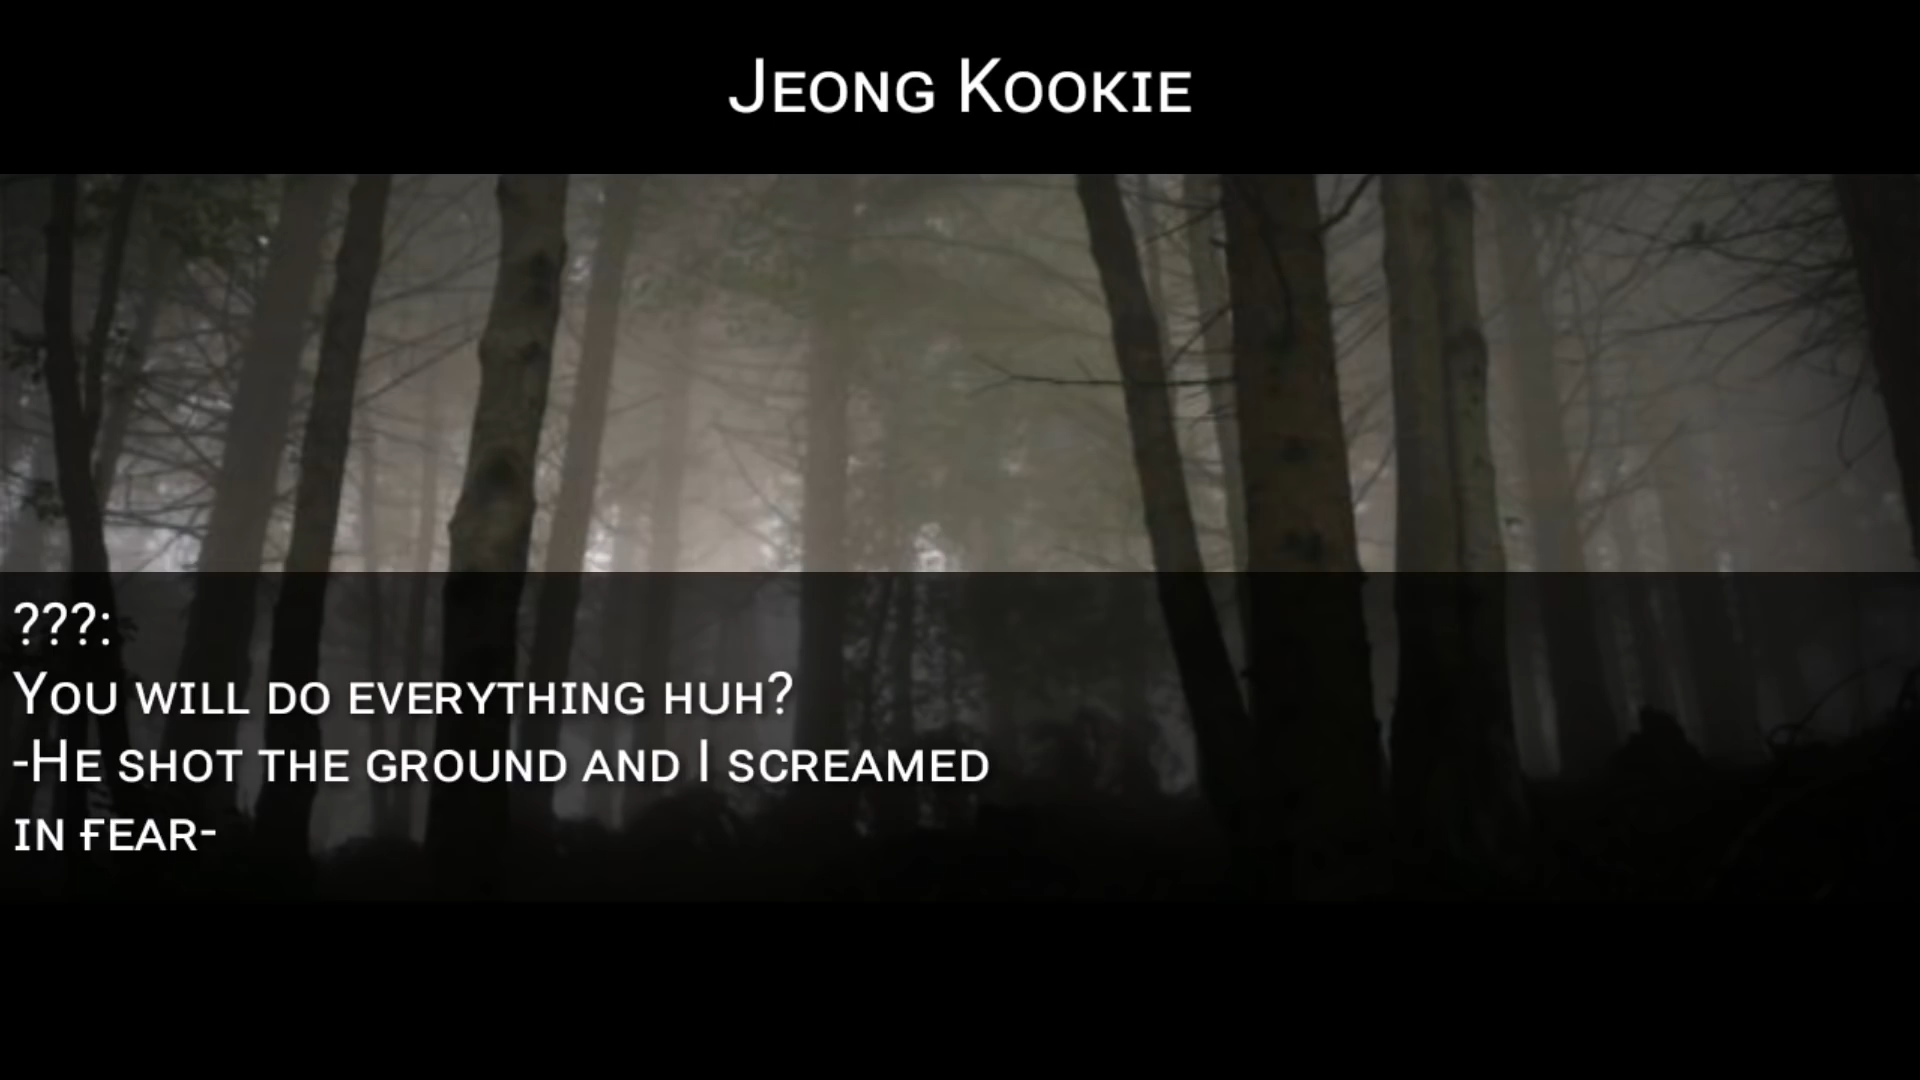 Jeong Kookie
???:
You will do everything huh?
-He shot the ground and I screamed
in fear-